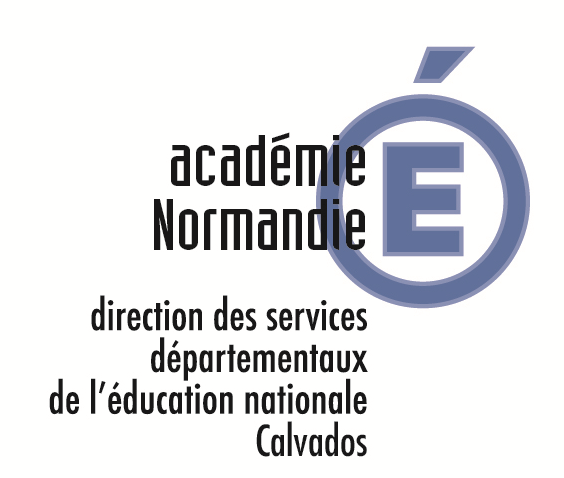 É
académie
Normandie
direction des services
départementaux
de l’éducation nationale
Calvados